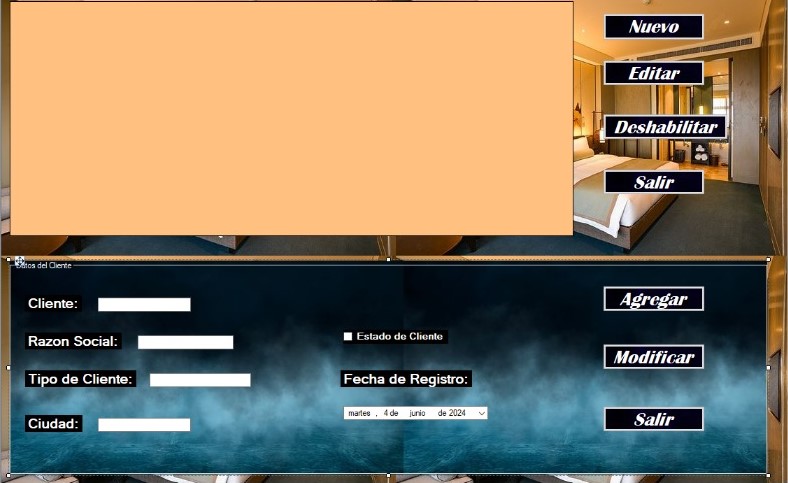 Nuevo
Editar
Deshabilitar
Salir
Datos del Cliente
Cliente:
Agregar
Razon Social:
Estado de Cliente
Modificar
Tipo de Cliente:
Fecha de Registro:
martes , 4 de junio de 2024
Ciudad:
Salir